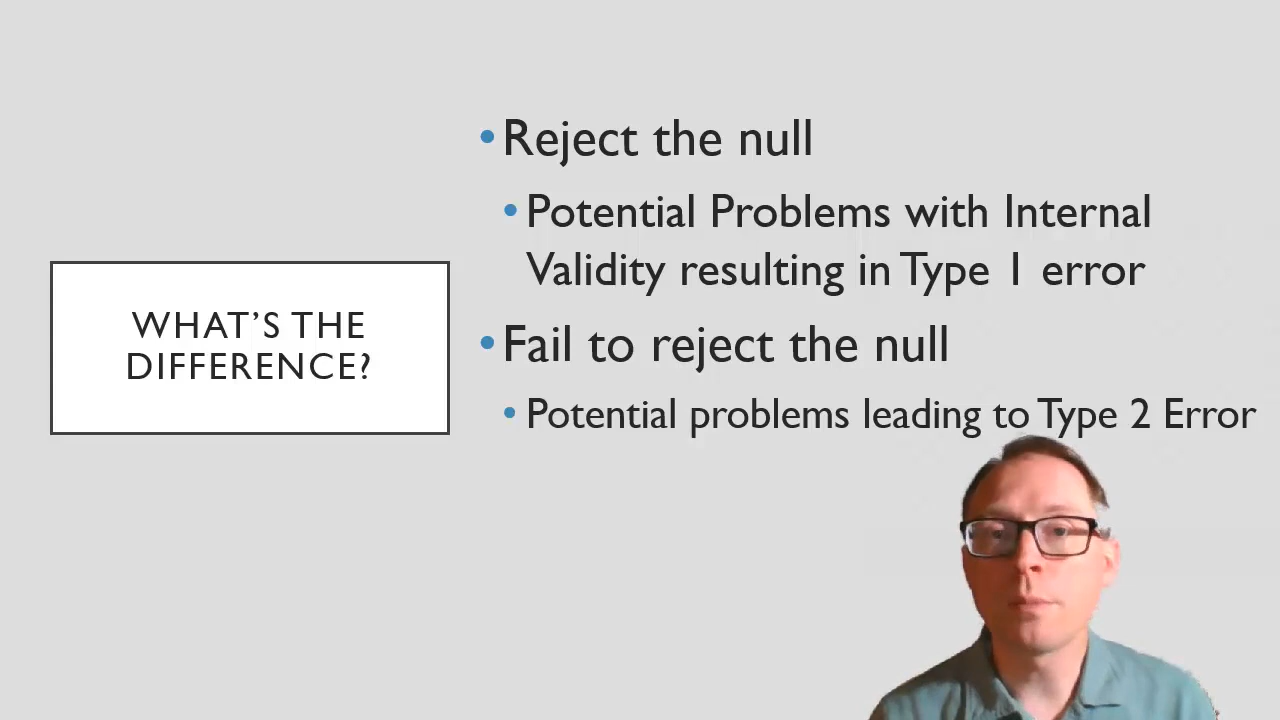 WHAT'S THE
DIFFERENCE?
• Reject the null
• Potential Problems with Internal
Validity resulting in Type 1 error
• Fail to reject the null
• Potential problems leading to Type 2 Error